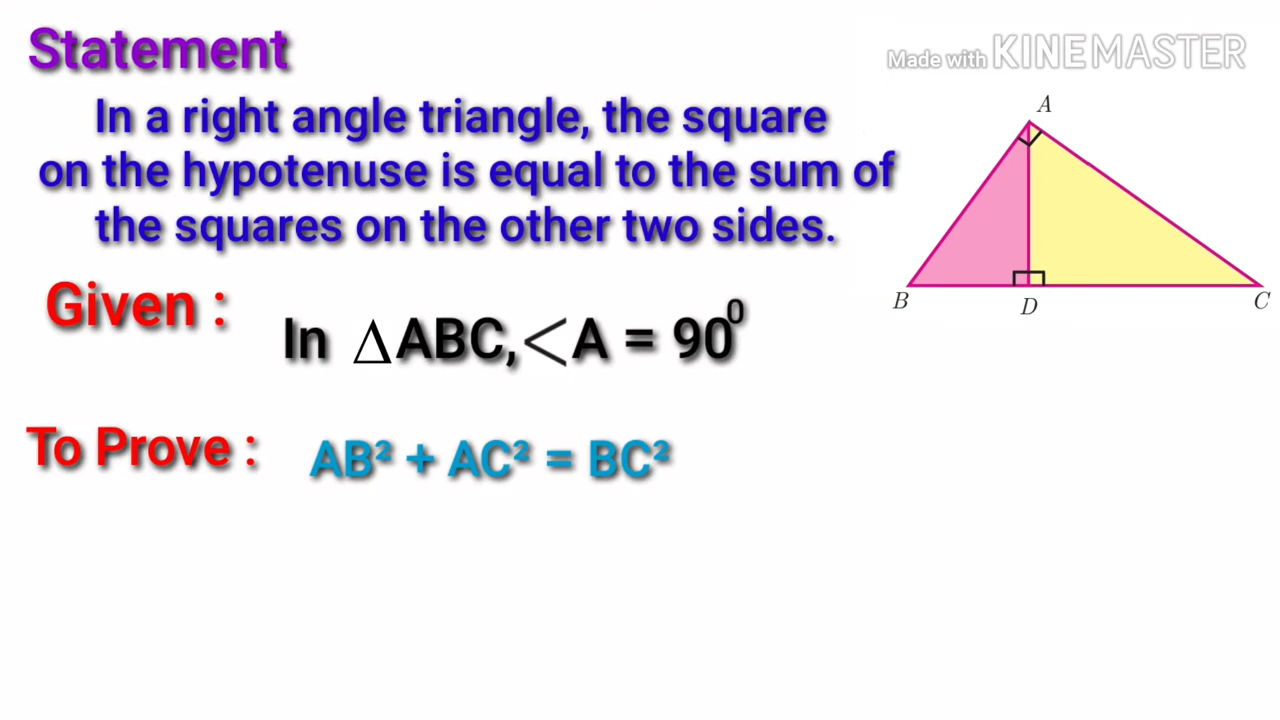 Statement
Made with KINEMASTER
In a right angle triangle, the square
on the hypotenuse is equal to the sum of
the squares on the other two sides.
A
B
D
C
Given :
In ΔABC,<A = 90⁰
To Prove :
AB² + AC² = BC²